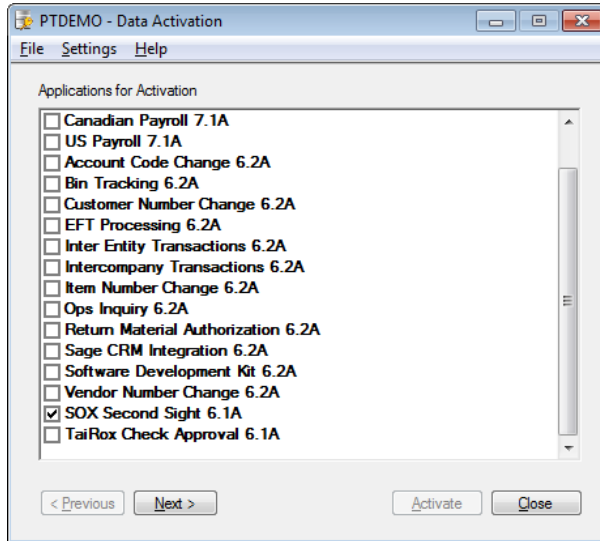 PTDEMO - Data Activation
File Settings Help
Applications for Activation
Canadian Payroll 7.1A
US Payroll 7.1A
Account Code Change 6.2A
Bin Tracking 6.2A
Customer Number Change 6.2A
EFT Processing 6.2A
Inter Entity Transactions 6.2A
Intercompany Transactions 6.2A
Item Number Change 6.2A
Ops Inquiry 6.2A
Return Material Authorization 6.2A
Sage CRM Integration 6.2A
Software Development Kit 6.2A
Vendor Number Change 6.2A
SOX Second Sight 6.1A
TaiRox Check Approval 6.1A
< Previous Next > Activate Close